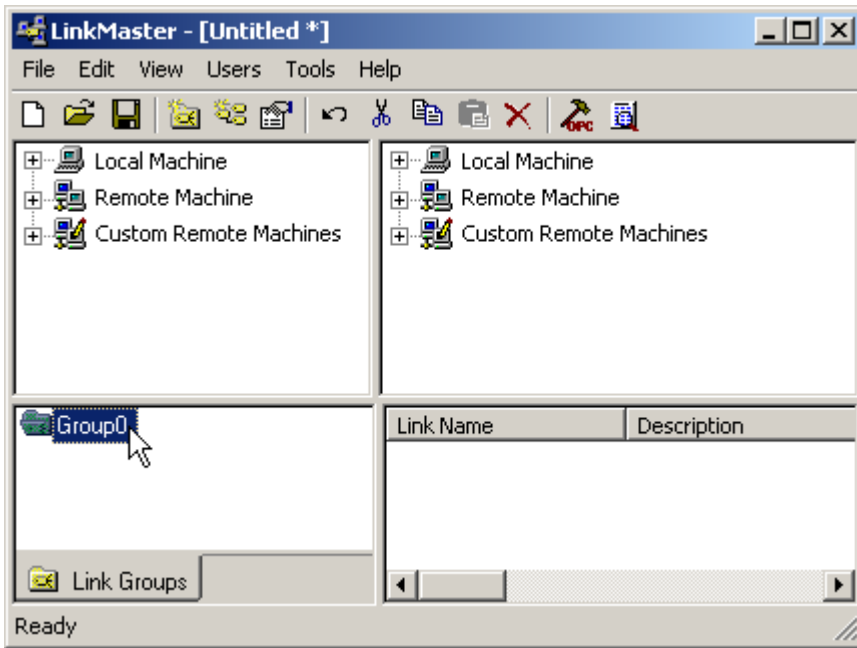 LinkMaster - [Untitled *]
File Edit View Users Tools Help
OPC
Local Machine
Remote Machine
Custom Remote Machines
Local Machine
Remote Machine
Custom Remote Machines
Group0
Link Name Description
Link Groups
Ready